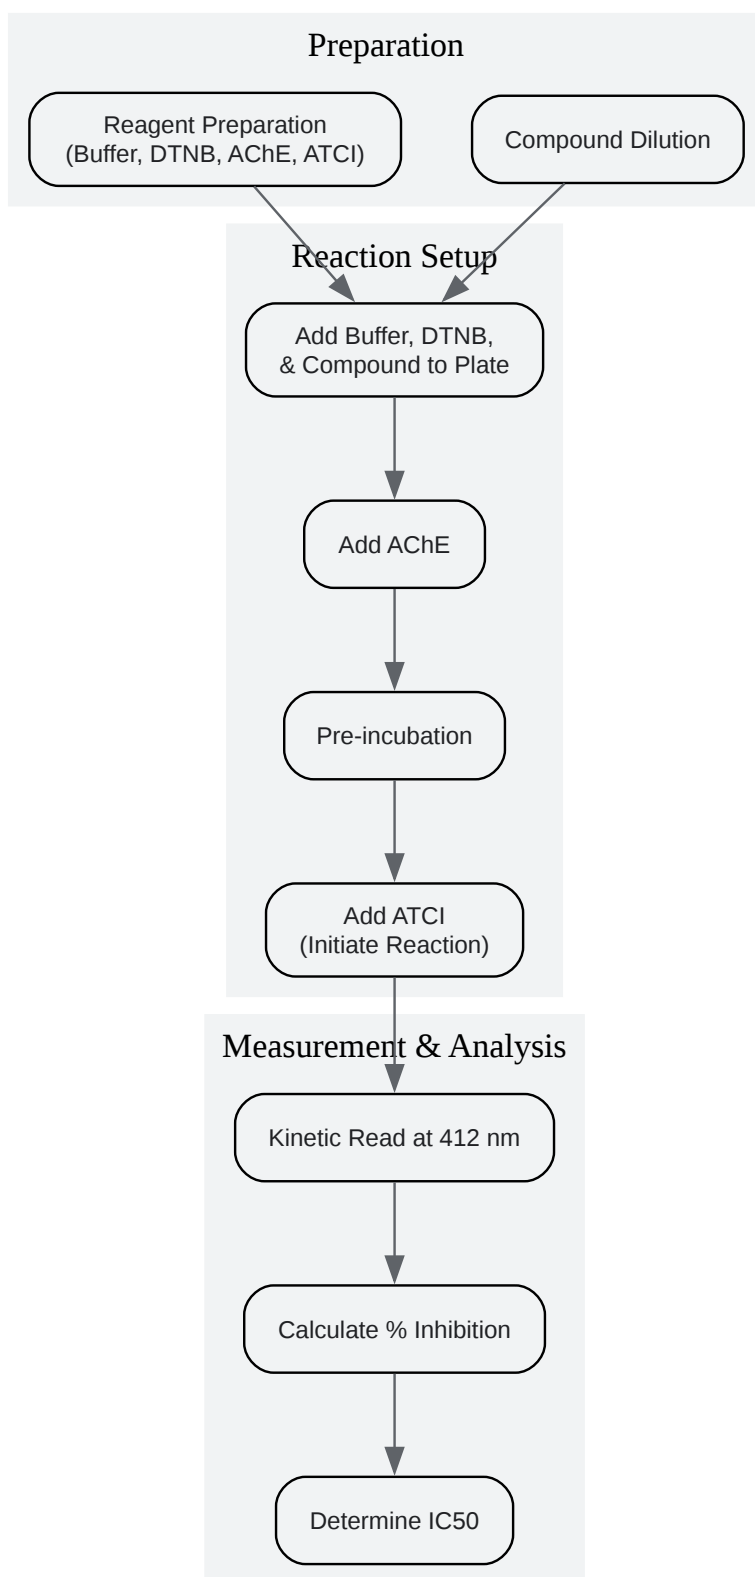 Preparation
Reagent Preparation
(Buffer, DTNB, AChE, ATCI)
Compound Dilution
Reaction Setup
Add Buffer, DTNB,
& Compound to Plate
Add AChE
Pre-incubation
Add ATCI
(Initiate Reaction)
Measurement & Analysis
Kinetic Read at 412 nm
Calculate % Inhibition
Determine IC50